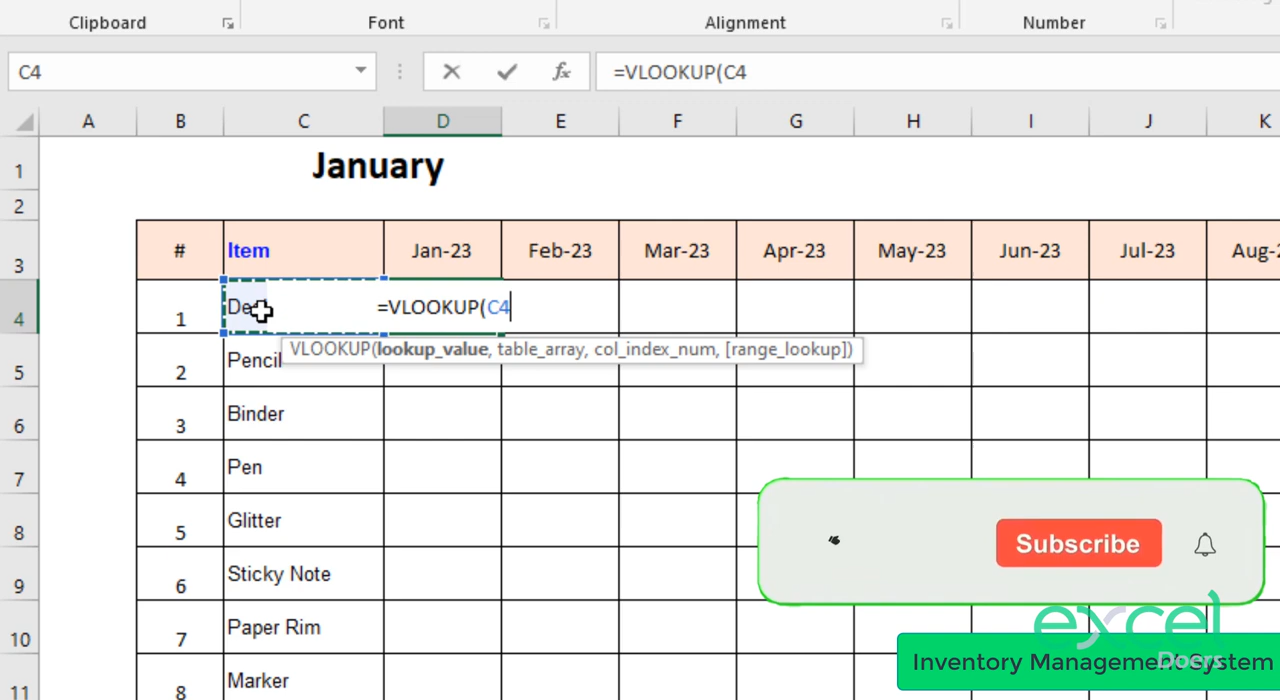 Clipboard Font Alignment Number
C4 fx =VLOOKUP(C4
A B C D E F G H I J K
1 January
2
3 # Item Jan-23 Feb-23 Mar-23 Apr-23 May-23 Jun-23 Jul-23
4 1 =VLOOKUP(C4
VLOOKUP(lookup_value, table_array, col_index_num, [range_lookup])
5 2 Pencil
6 3 Binder
7 4 Pen
8 5 Glitter
Subscribe
9 6 Sticky Note
10 7 Paper Rim
excel
Doers
Inventory Management System
11 8 Marker